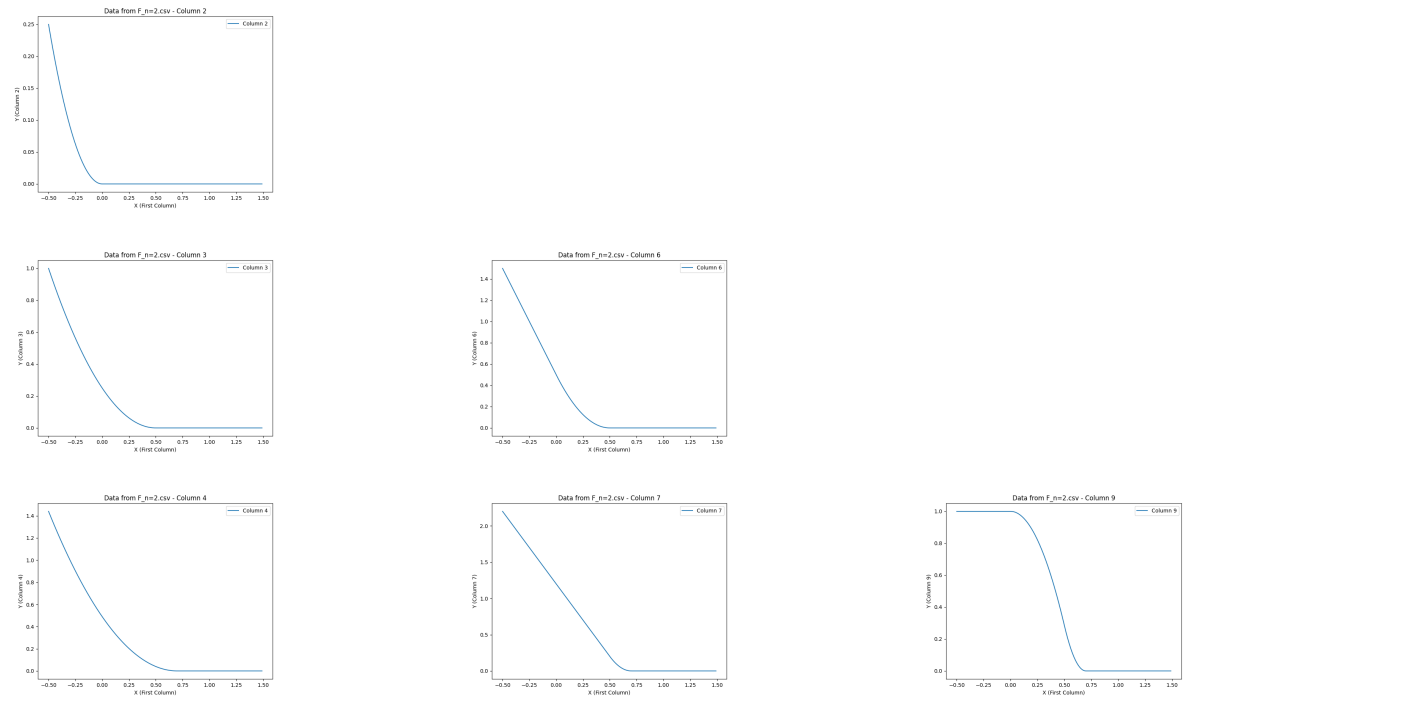 Data from F_n=2.csv - Column 2
Column 2
0.25
0.20
0.15
0.10
0.05
0.00
Y (Column 2)
−0.50 −0.25 0.00 0.25 0.50 0.75 1.00 1.25 1.50
X (First Column)
Data from F_n=2.csv - Column 3
Column 3
1.0
0.8
0.6
0.4
0.2
0.0
Y (Column 3)
−0.50 −0.25 0.00 0.25 0.50 0.75 1.00 1.25 1.50
X (First Column)
Data from F_n=2.csv - Column 6
Column 6
1.4
1.2
1.0
0.8
0.6
0.4
0.2
0.0
Y (Column 6)
−0.50 −0.25 0.00 0.25 0.50 0.75 1.00 1.25 1.50
X (First Column)
Data from F_n=2.csv - Column 4
Column 4
1.4
1.2
1.0
0.8
0.6
0.4
0.2
0.0
Y (Column 4)
−0.50 −0.25 0.00 0.25 0.50 0.75 1.00 1.25 1.50
X (First Column)
Data from F_n=2.csv - Column 7
Column 7
2.0
1.5
1.0
0.5
0.0
Y (Column 7)
−0.50 −0.25 0.00 0.25 0.50 0.75 1.00 1.25 1.50
X (First Column)
Data from F_n=2.csv - Column 9
Column 9
1.0
0.8
0.6
0.4
0.2
0.0
Y (Column 9)
−0.50 −0.25 0.00 0.25 0.50 0.75 1.00 1.25 1.50
X (First Column)